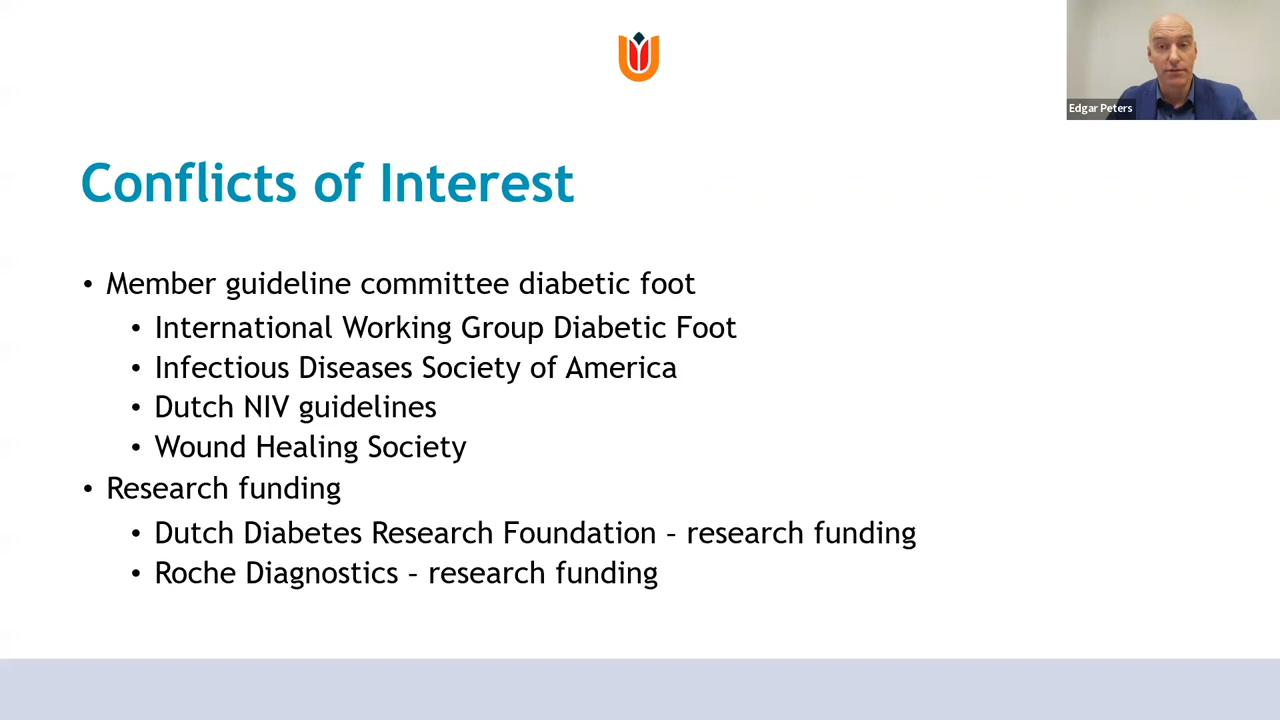 Edgar Peters
Conflicts of Interest
• Member guideline committee diabetic foot
• International Working Group Diabetic Foot
• Infectious Diseases Society of America
• Dutch NIV guidelines
• Wound Healing Society
• Research funding
• Dutch Diabetes Research Foundation – research funding
• Roche Diagnostics – research funding